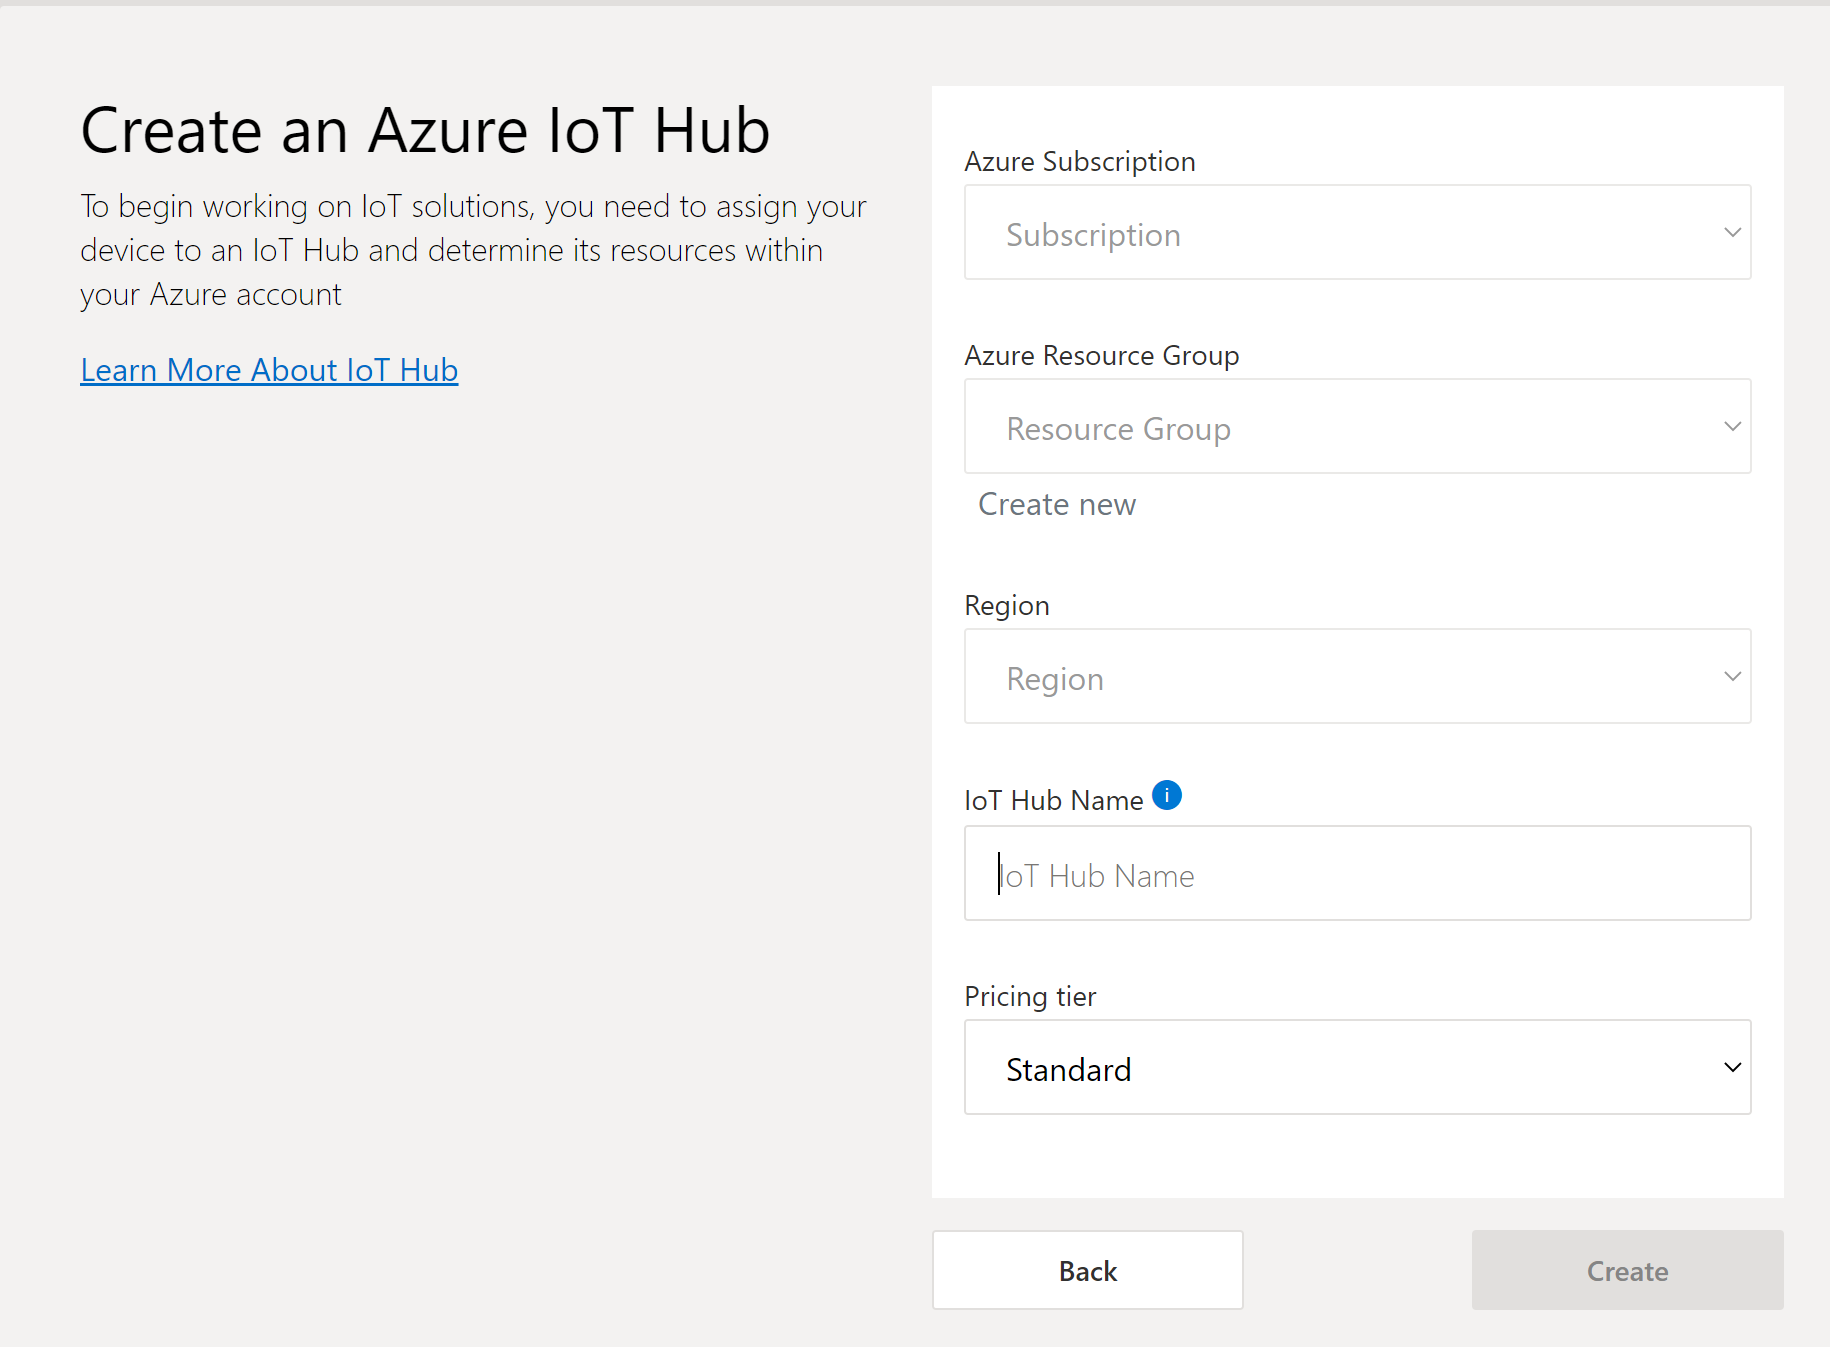 Create an Azure IoT Hub
To begin working on IoT solutions, you need to assign your
device to an IoT Hub and determine its resources within
your Azure account
Learn More About IoT Hub
Azure Subscription
Subscription
Azure Resource Group
Resource Group
Create new
Region
Region
IoT Hub Name i
IoT Hub Name
Pricing tier
Standard
Back
Create